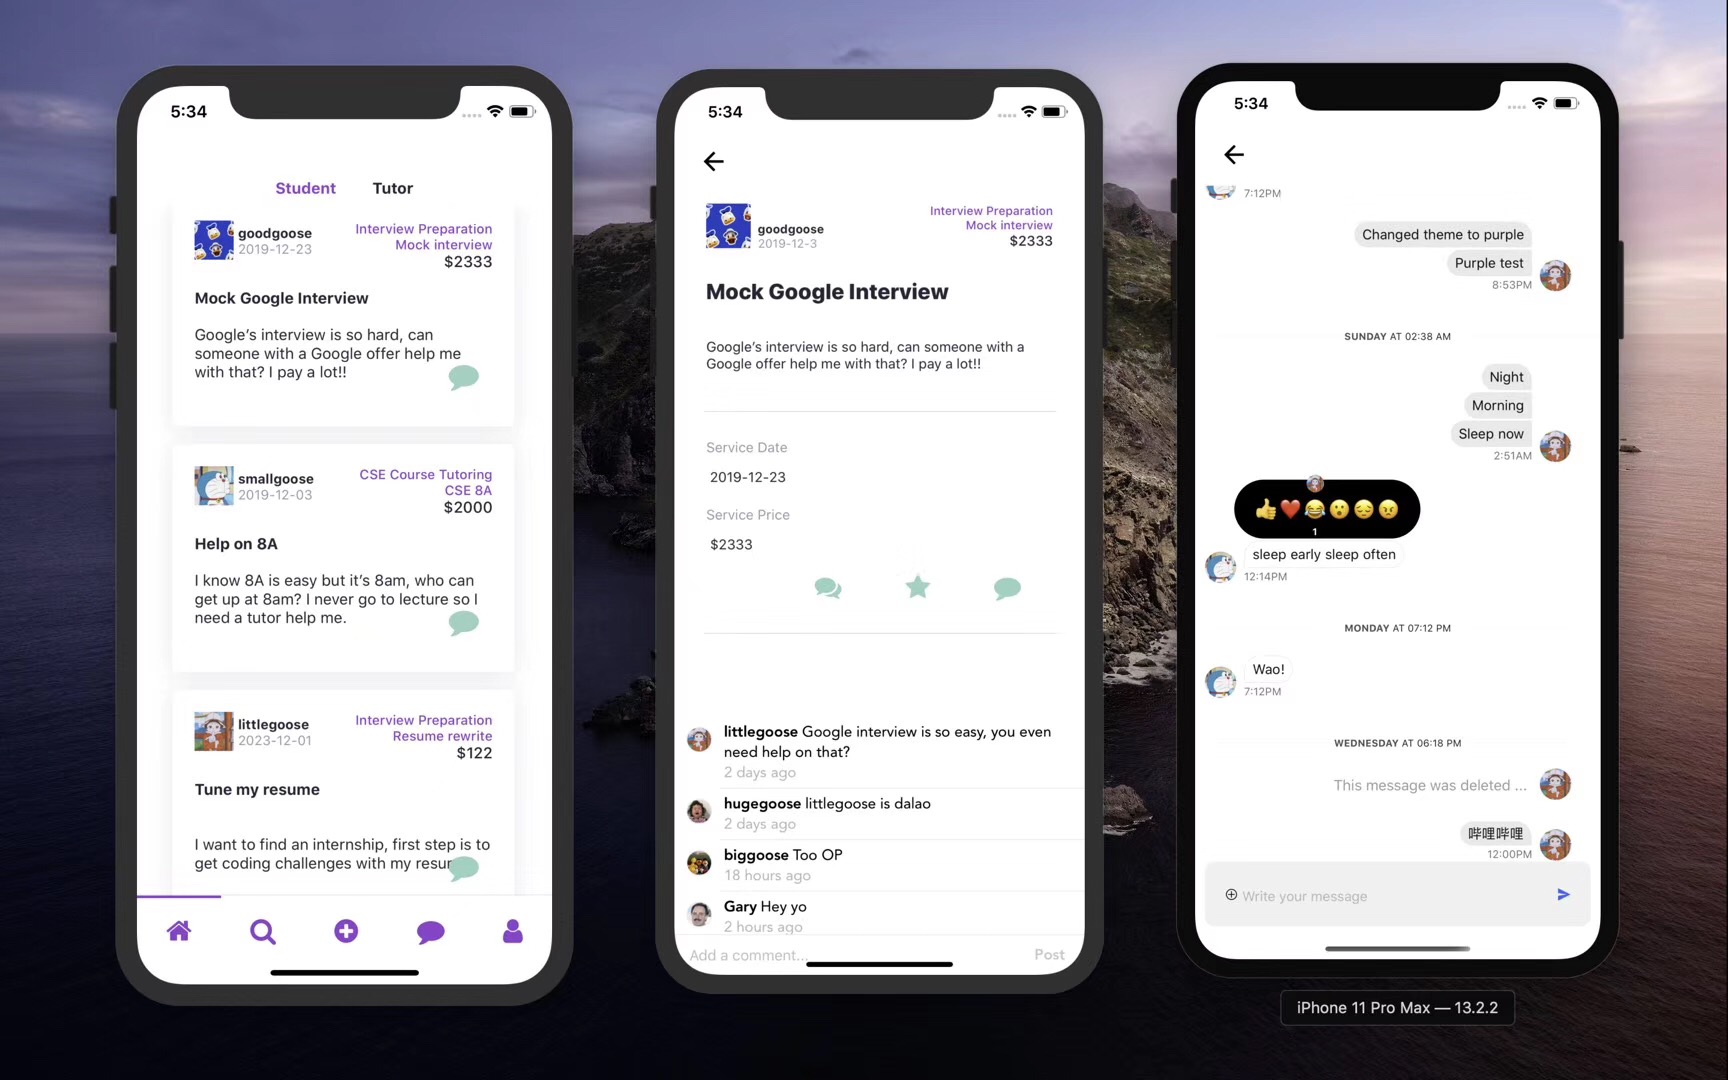 5:34
Student
Tutor
goodgoose
2019-12-23
Interview Preparation
Mock interview
$2333
Mock Google Interview
Google's interview is so hard, can
someone with a Google offer help me
with that? I pay a lot!!
smallgoose
2019-12-03
CSE Course Tutoring
CSE 8A
$2000
Help on 8A
I know 8A is easy but it's 8am, who can
get up at 8am? I never go to lecture so I
need a tutor help me.
littlegoose
2023-12-01
Interview Preparation
Resume rewrite
$122
Tune my resume
I want to find an internship, first step is to
get coding challenges with my
5:34
goodgoose
2019-12-3
Interview Preparation
Mock interview
$2333
Mock Google Interview
Google's interview is so hard, can someone with a
Google offer help me with that? I pay a lot!!
Service Date
2019-12-23
Service Price
$2333
littlegoose Google interview is so easy, you even
need help on that?
2 days ago
hugegoose littlegoose is dalao
2 days ago
biggoose Too OP
18 hours ago
Gary Hey yo
2 hours ago
Add a comment...
Post
5:34
7:12PM
Changed theme to purple
Purple test
8:53PM
SUNDAY AT 02:38 AM
Night
Morning
Sleep now
2:51AM
1
sleep early sleep often
12:14PM
MONDAY AT 07:12 PM
Wao!
7:12PM
WEDNESDAY AT 06:18 PM
This message was deleted ...
哔哩哔哩
12:00PM
Write your message
iPhone 11 Pro Max — 13.2.2